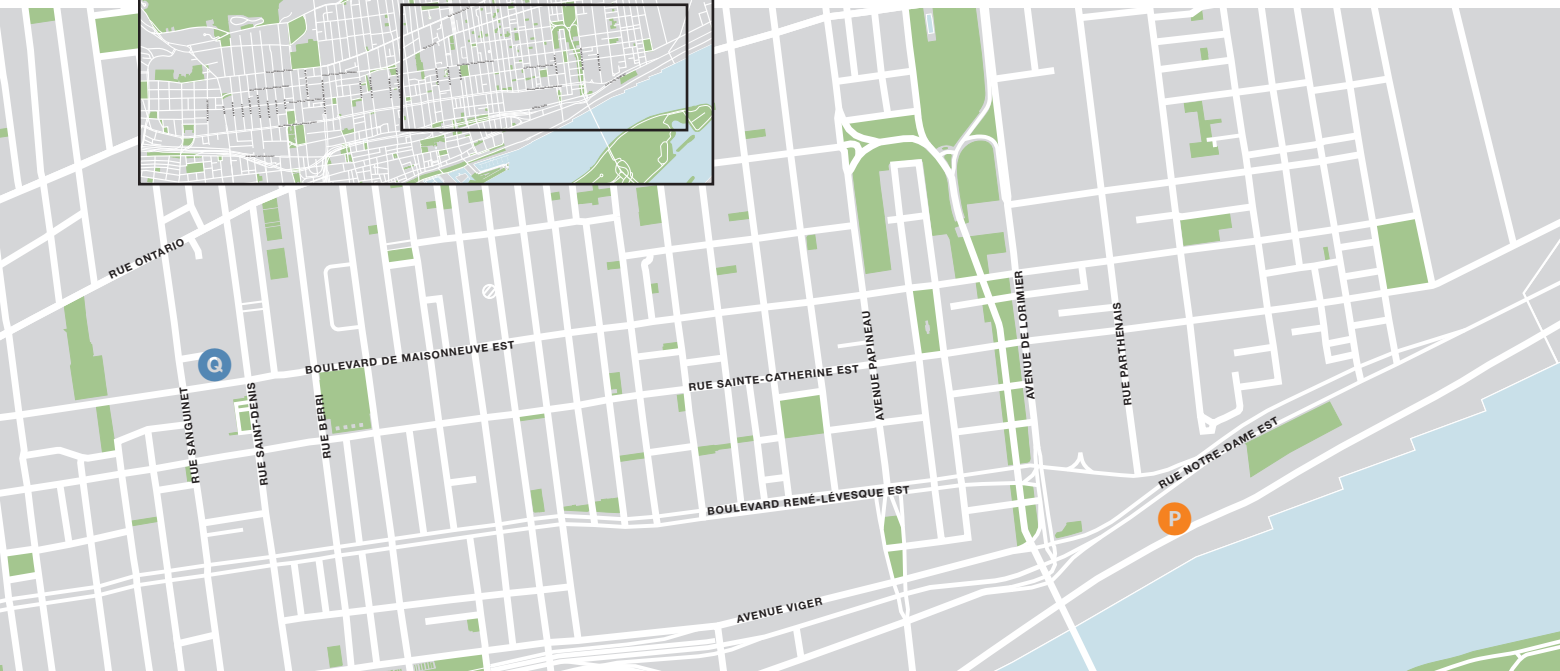 RUE ONTARIO
AVENUE DE LORIMIER
RUE PARTHENAIS
AVENUE PAPINEAU
BOULEVARD DE MAISONNEUVE EST
Q
RUE SAINTE-CATHERINE EST
RUE SANGUINET
RUE SAINT-DENIS
RUE BERRI
RUE NOTRE-DAME EST
BOULEVARD RENÉ-LÉVESQUE EST
P
AVENUE VIGER